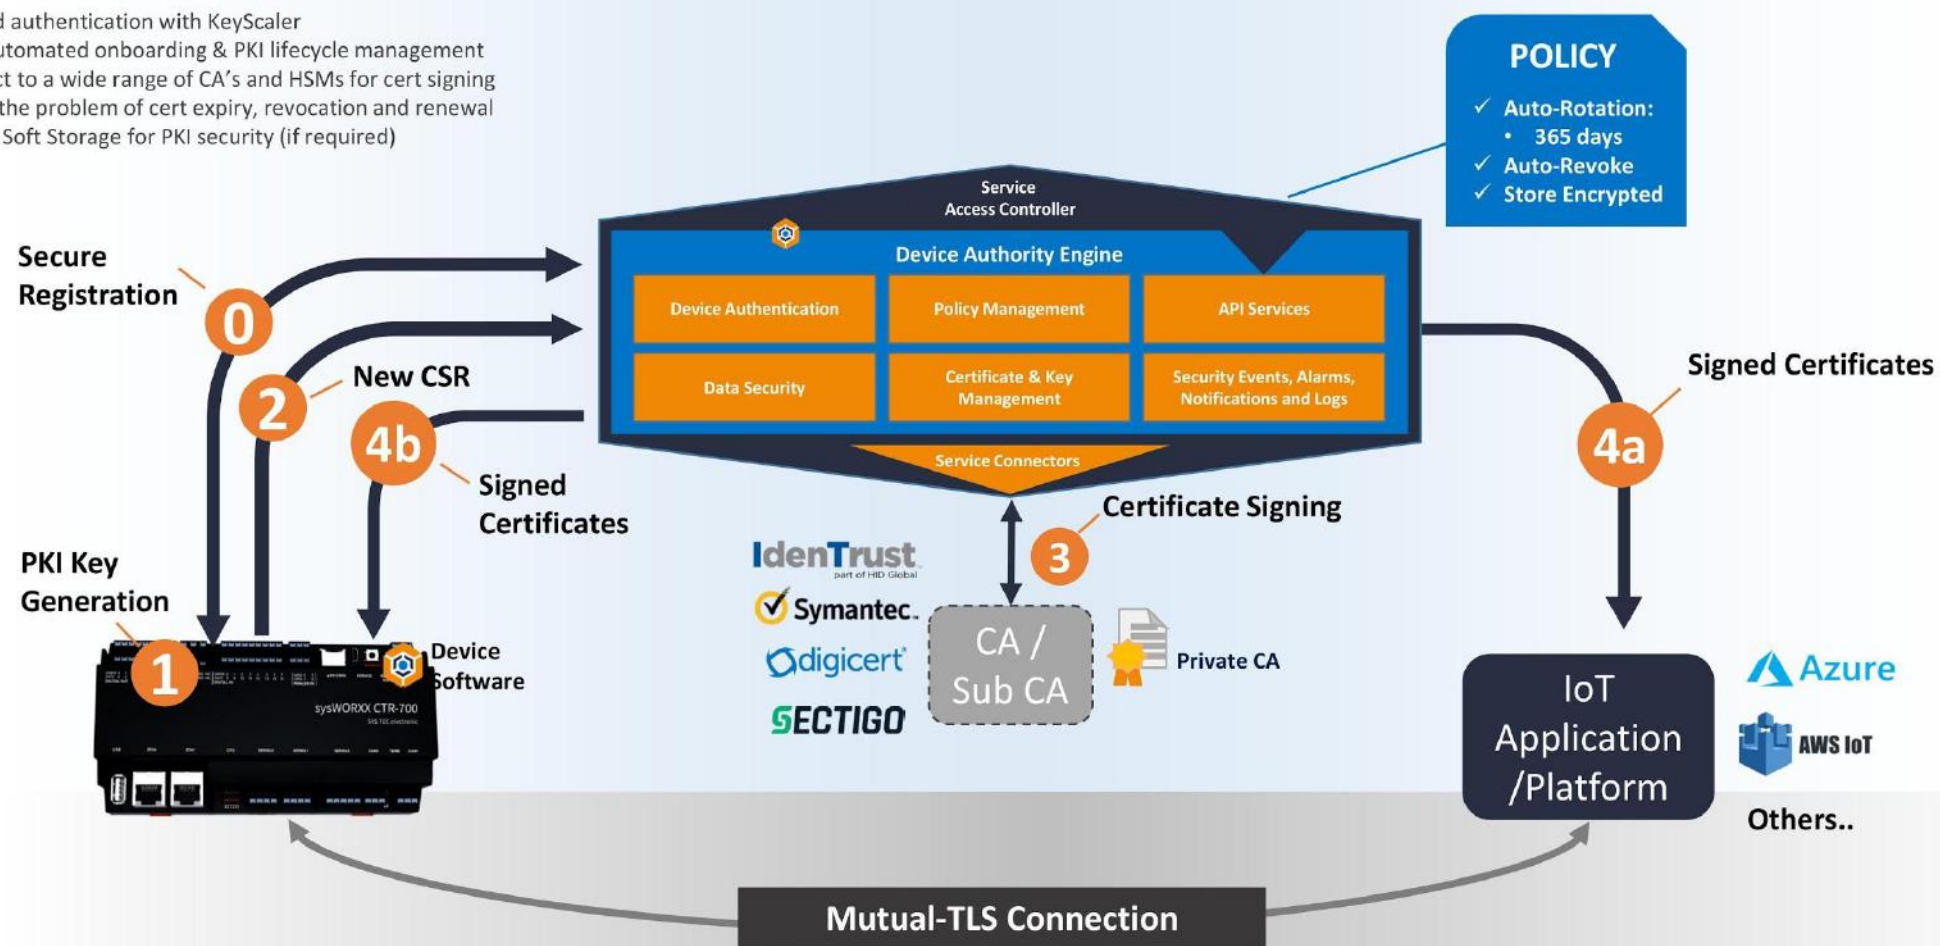 d authentication with KeyScaler
utomated onboarding & PKI lifecycle management
ct to a wide range of CA's and HSMs for cert signing
the problem of cert expiry, revocation and renewal
Soft Storage for PKI security (if required)
POLICY
✓ Auto-Rotation:
• 365 days
✓ Auto-Revoke
✓ Store Encrypted
Service
Access Controller
Device Authority Engine
Device Authentication
Policy Management
API Services
Data Security
Certificate & Key
Management
Security Events, Alarms,
Notifications and Logs
Service Connectors
Secure
Registration
0
2
New CSR
4b
Signed
Certificates
Signed Certificates
4a
Certificate Signing
3
PKI Key
Generation
1
Device
Software
sysWORXX CTR-700
SYS TEC electronic
IdenTrust
part of HID Global
Symantec™
digicert®
SECTIGO
CA /
Sub CA
Private CA
IoT
Application
/Platform
Azure
AWS IoT
Others..
Mutual-TLS Connection